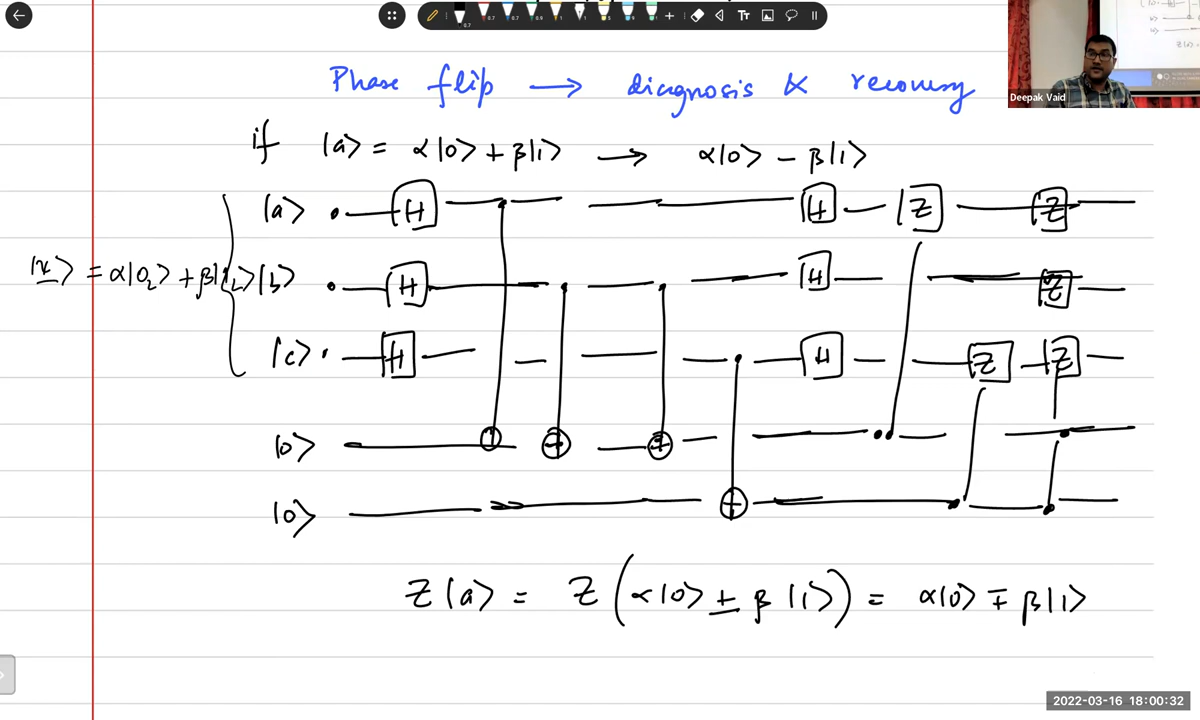 Phase flip → diagnosis & recovery
if |a⟩ = α|0⟩ + β|1⟩ → α|0⟩ - β|1⟩
Deepak Vaid
|a⟩ H H Z Z
= α|0_L⟩ + β|1_L⟩ |b⟩ H H Z
|c⟩ H H Z Z
|0⟩
|0⟩
Z|a⟩ = Z(α|0⟩ ± β|1⟩) = α|0⟩ ∓ β|1⟩
2022-03-16 18:00:32